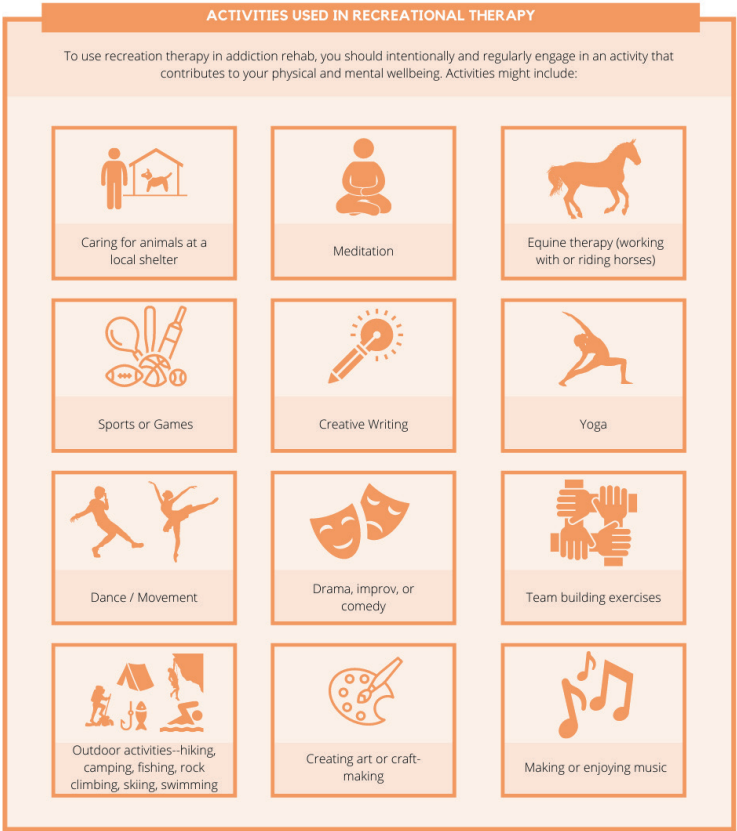 ACTIVITIES USED IN RECREATIONAL THERAPY
To use recreation therapy in addiction rehab, you should intentionally and regularly engage in an activity that
contributes to your physical and mental wellbeing. Activities might include:
Caring for animals at a
local shelter
Meditation
Equine therapy (working
with or riding horses)
Sports or Games
Creative Writing
Yoga
Dance / Movement
Drama, improv, or
comedy
Team building exercises
Outdoor activities--hiking,
camping, fishing, rock
climbing, skiing, swimming
Creating art or craft-
making
Making or enjoying music